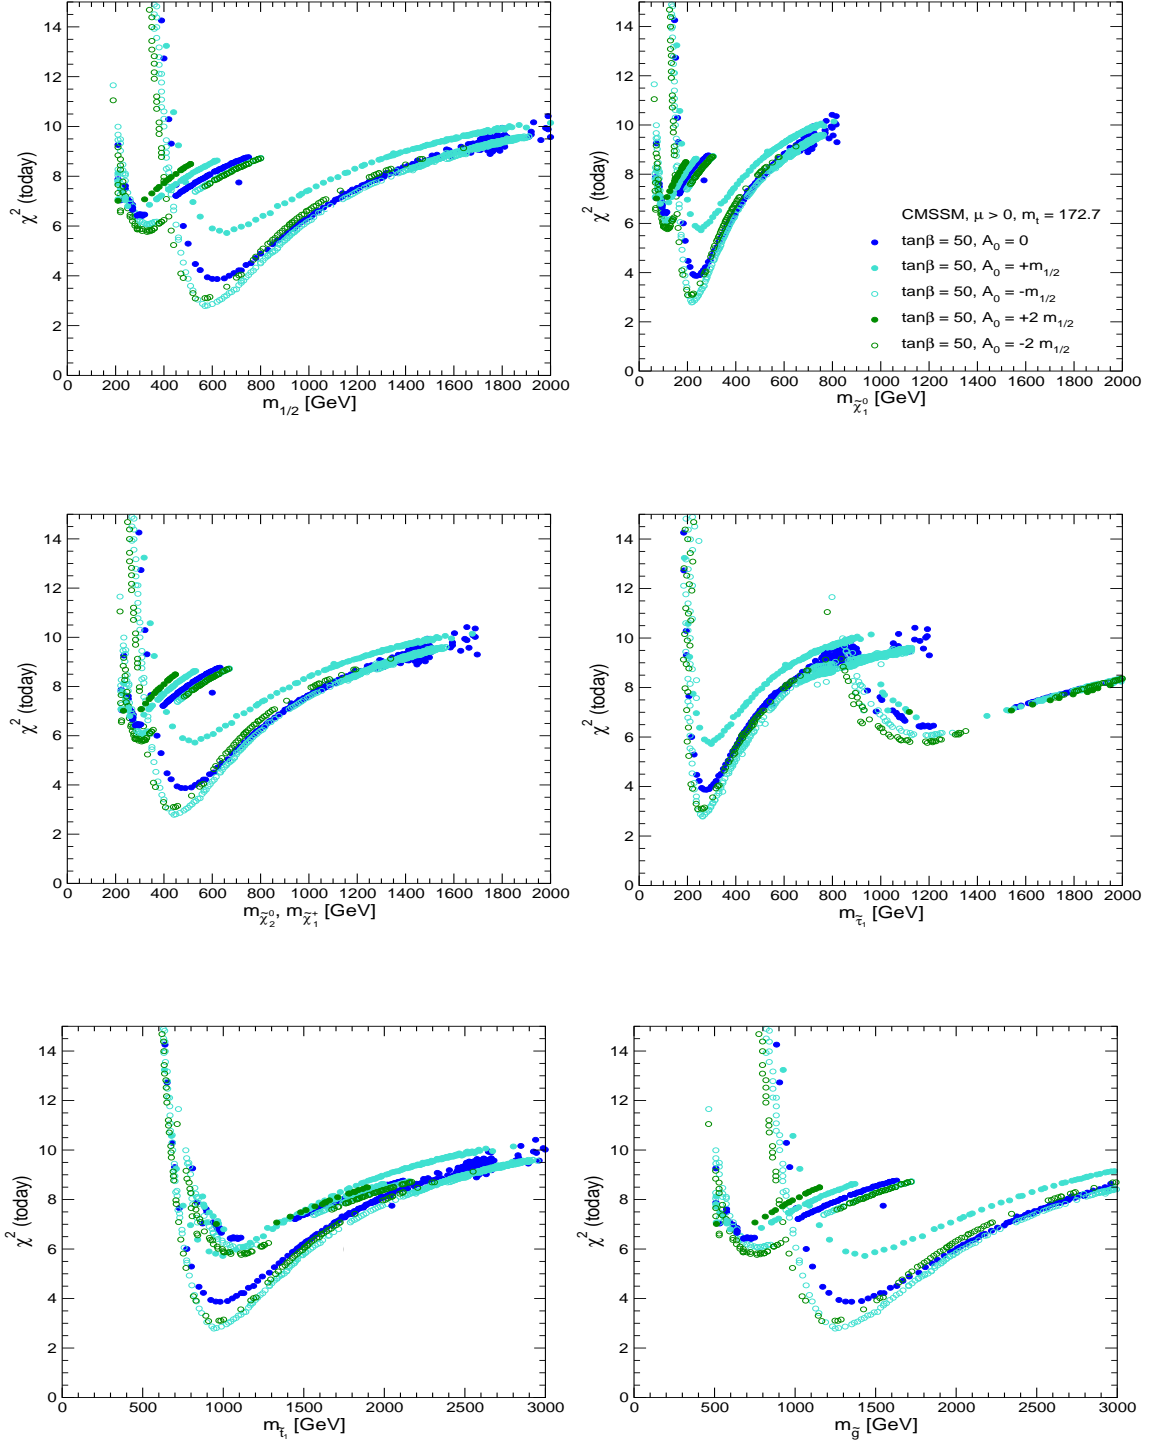 14
12
10
8
6
4
2
0
χ² (today)
0 200 400 600 800 1000 1200 1400 1600 1800 2000
m₁/₂ [GeV]
14
12
10
8
6
4
2
0
χ² (today)
CMSSM, μ > 0, mₜ = 172.7
tanβ = 50, A₀ = 0
tanβ = 50, A₀ = +m₁/₂
tanβ = 50, A₀ = -m₁/₂
tanβ = 50, A₀ = +2 m₁/₂
tanβ = 50, A₀ = -2 m₁/₂
0 200 400 600 800 1000 1200 1400 1600 1800 2000
m_χ̃₁⁰ [GeV]
14
12
10
8
6
4
2
0
χ² (today)
0 200 400 600 800 1000 1200 1400 1600 1800 2000
m_χ̃₂⁰, m_χ̃₁⁺ [GeV]
14
12
10
8
6
4
2
0
χ² (today)
0 200 400 600 800 1000 1200 1400 1600 1800 2000
m_τ̃₁ [GeV]
14
12
10
8
6
4
2
0
χ² (today)
0 500 1000 1500 2000 2500 3000
m_t̃₁ [GeV]
14
12
10
8
6
4
2
0
χ² (today)
0 500 1000 1500 2000 2500 3000
m_g̃ [GeV]